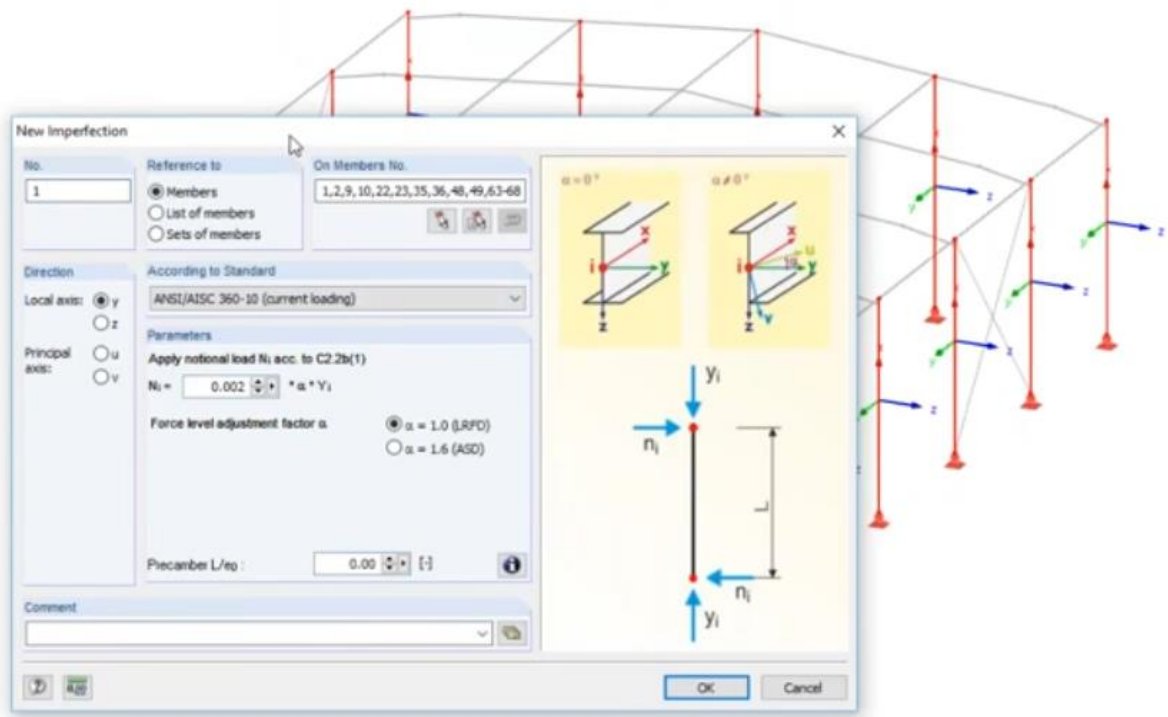 New Imperfection
No.
1
Reference to
Members
List of members
Sets of members
On Members No.
1,2,9,10,22,23,35,36,48,49,63-68
Direction
Local axis:
y
z
Principal axis:
u
v
According to Standard
ANSI/AISC 360-10 (current loading)
Parameters
Apply notional load Ni acc. to C2.2b(1)
Ni =
0.002
* α * Yi
Force level adjustment factor α
α = 1.0 (LRFD)
α = 1.6 (ASD)
Precamber L/e0 :
0.00
[-]
Comment
OK
Cancel
α = 0°
x
i
y
z
α ≠ 0°
x
u
i
y
z
v
yi
ni
L
ni
yi
z
y
z
y
z
y
z
y
z
z